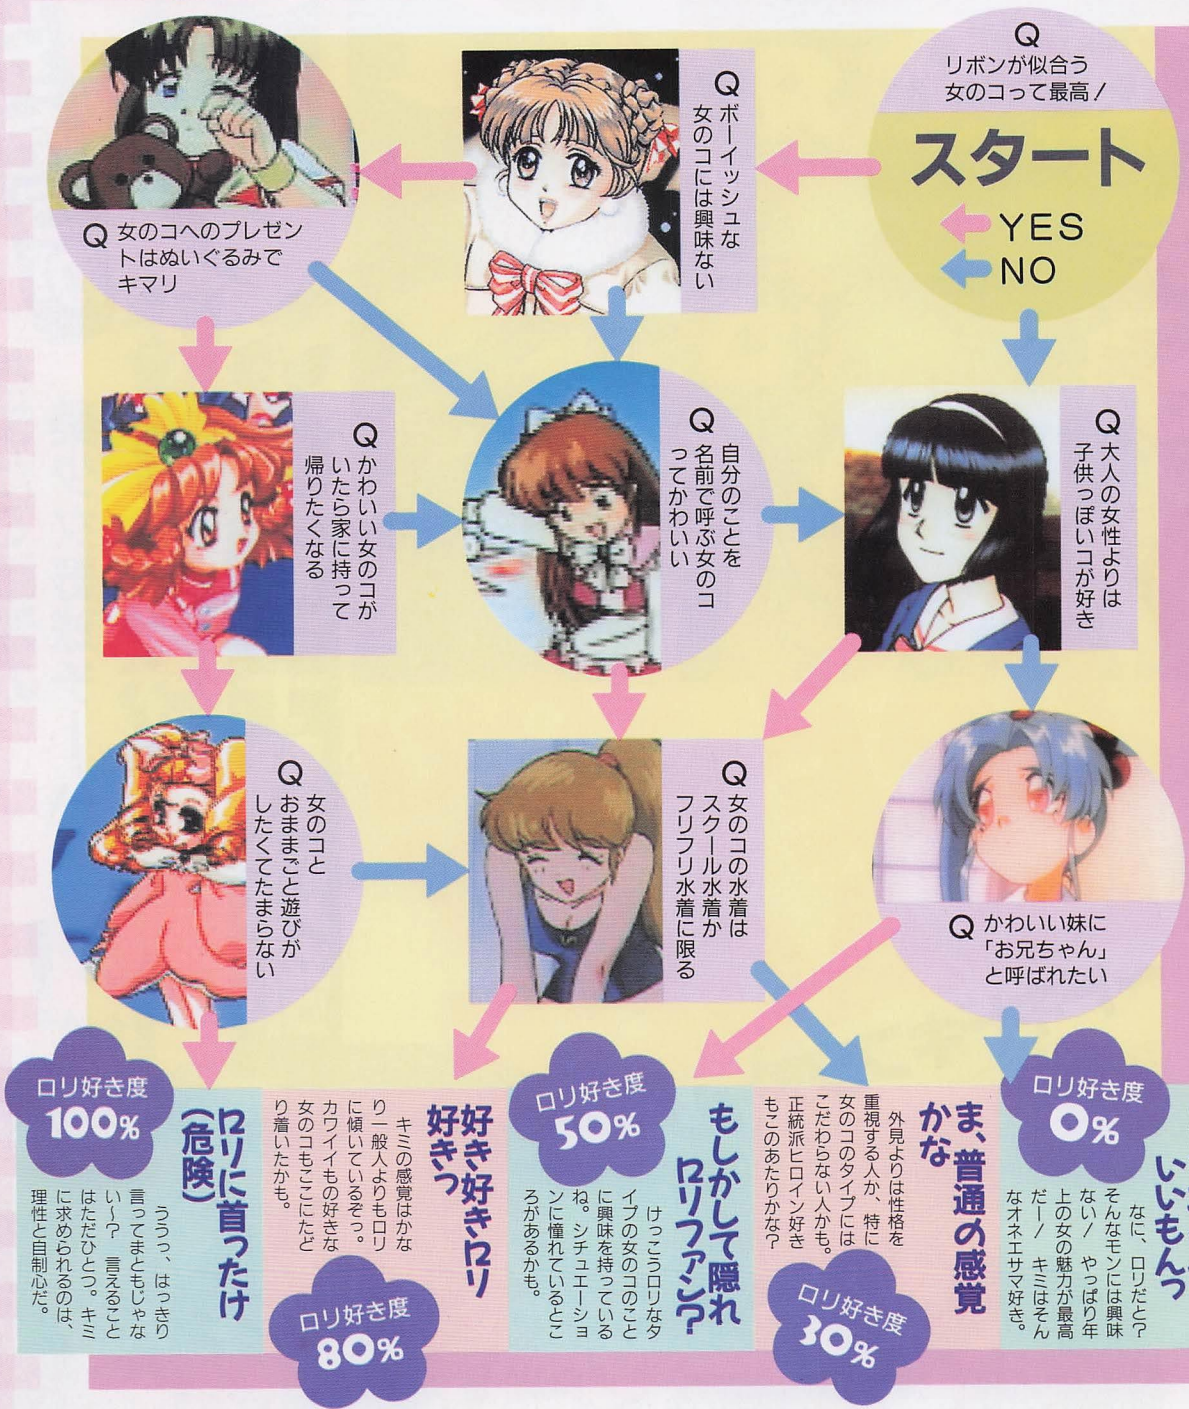 Q
リボンが似合う
女のコって最高！
スタート
YES
NO
Q
ボーイッシュな
女のコには興味ない
Q 女のコへのプレゼン
トはぬいぐるみで
キマリ
Q
大人の女性よりは
子供っぽいコが好き
Q
自分のことを
名前で呼ぶ女のコ
ってかわいい
Q
かわいい女のコが
いたら家に持って
帰りたくなる
Q かわいい妹に
「お兄ちゃん」
と呼ばれたい
Q
女のコの水着は
スクール水着か
フリフリ水着に限る
Q
女のコと
おままごと遊びが
したくてたまらない
ロリ好き度
0%
いいもんっ
なに、ロリだと？
そんなモンには興味
ない！　やっぱり年
上の女の魅力が最高
だー！　キミはそん
なオネエサマ好き。
ま、普通の感覚
かな
外見よりは性格を
重視する人か、特に
女のコのタイプには
こだわらない人かも。
正統派ヒロイン好き
もこのあたりかな？
ロリ好き度
30%
もしかして隠れ
ロリファン？
ロリ好き度
50%
けっこうロリなタ
イプの女のコのこと
に興味を持っている
ね。シチュエーショ
ンに憧れているとこ
ろがあるかも。
好き好きロリ
好きっ
キミの感覚はかな
り一般人よりもロリ
に傾いているぞっ。
カワイイもの好きな
女のコもここにたど
り着いたかも。
ロリ好き度
80%
ロリに首ったけ
（危険）
ロリ好き度
100%
ううっ、はっきり
言ってまともじゃな
い〜？　言えること
はただひとつ。キミ
に求められるのは、
理性と自制心だ。